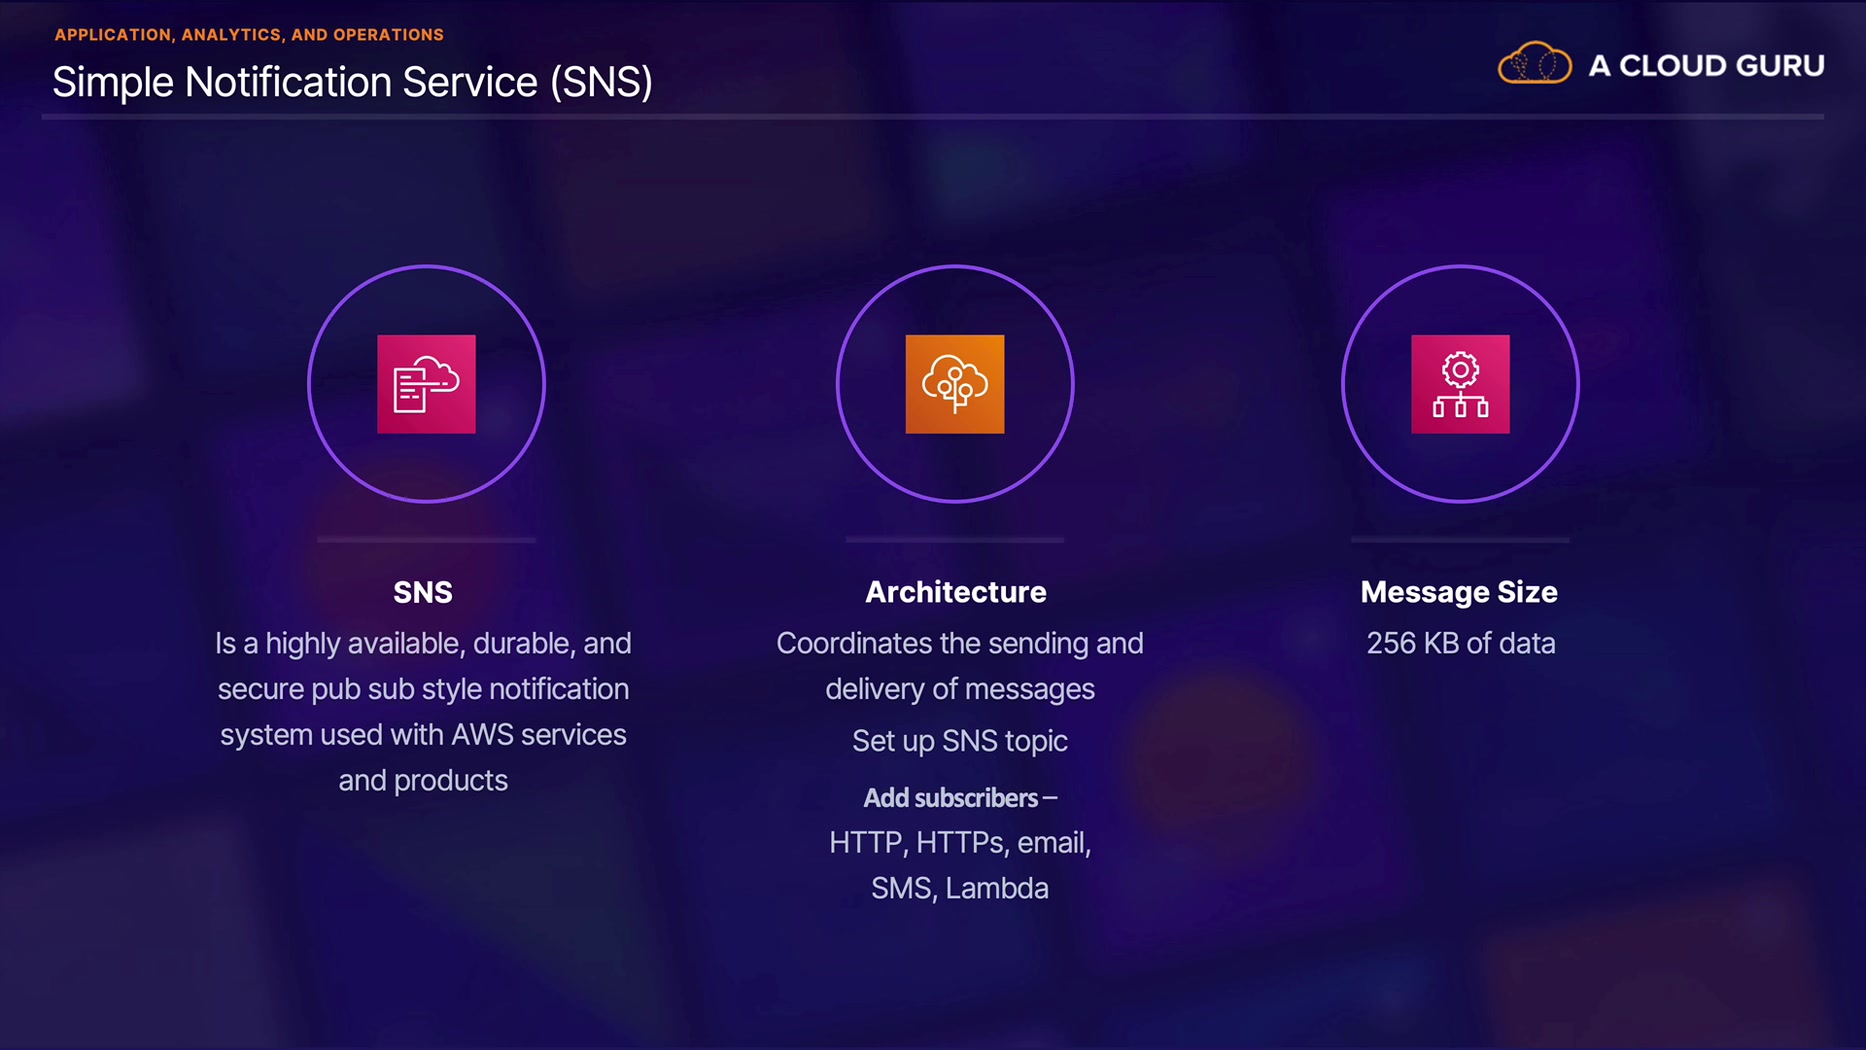 APPLICATION, ANALYTICS, AND OPERATIONS
Simple Notification Service (SNS)
A CLOUD GURU
SNS
Is a highly available, durable, and
secure pub sub style notification
system used with AWS services
and products
Architecture
Coordinates the sending and
delivery of messages
Set up SNS topic
Add subscribers –
HTTP, HTTPs, email,
SMS, Lambda
Message Size
256 KB of data